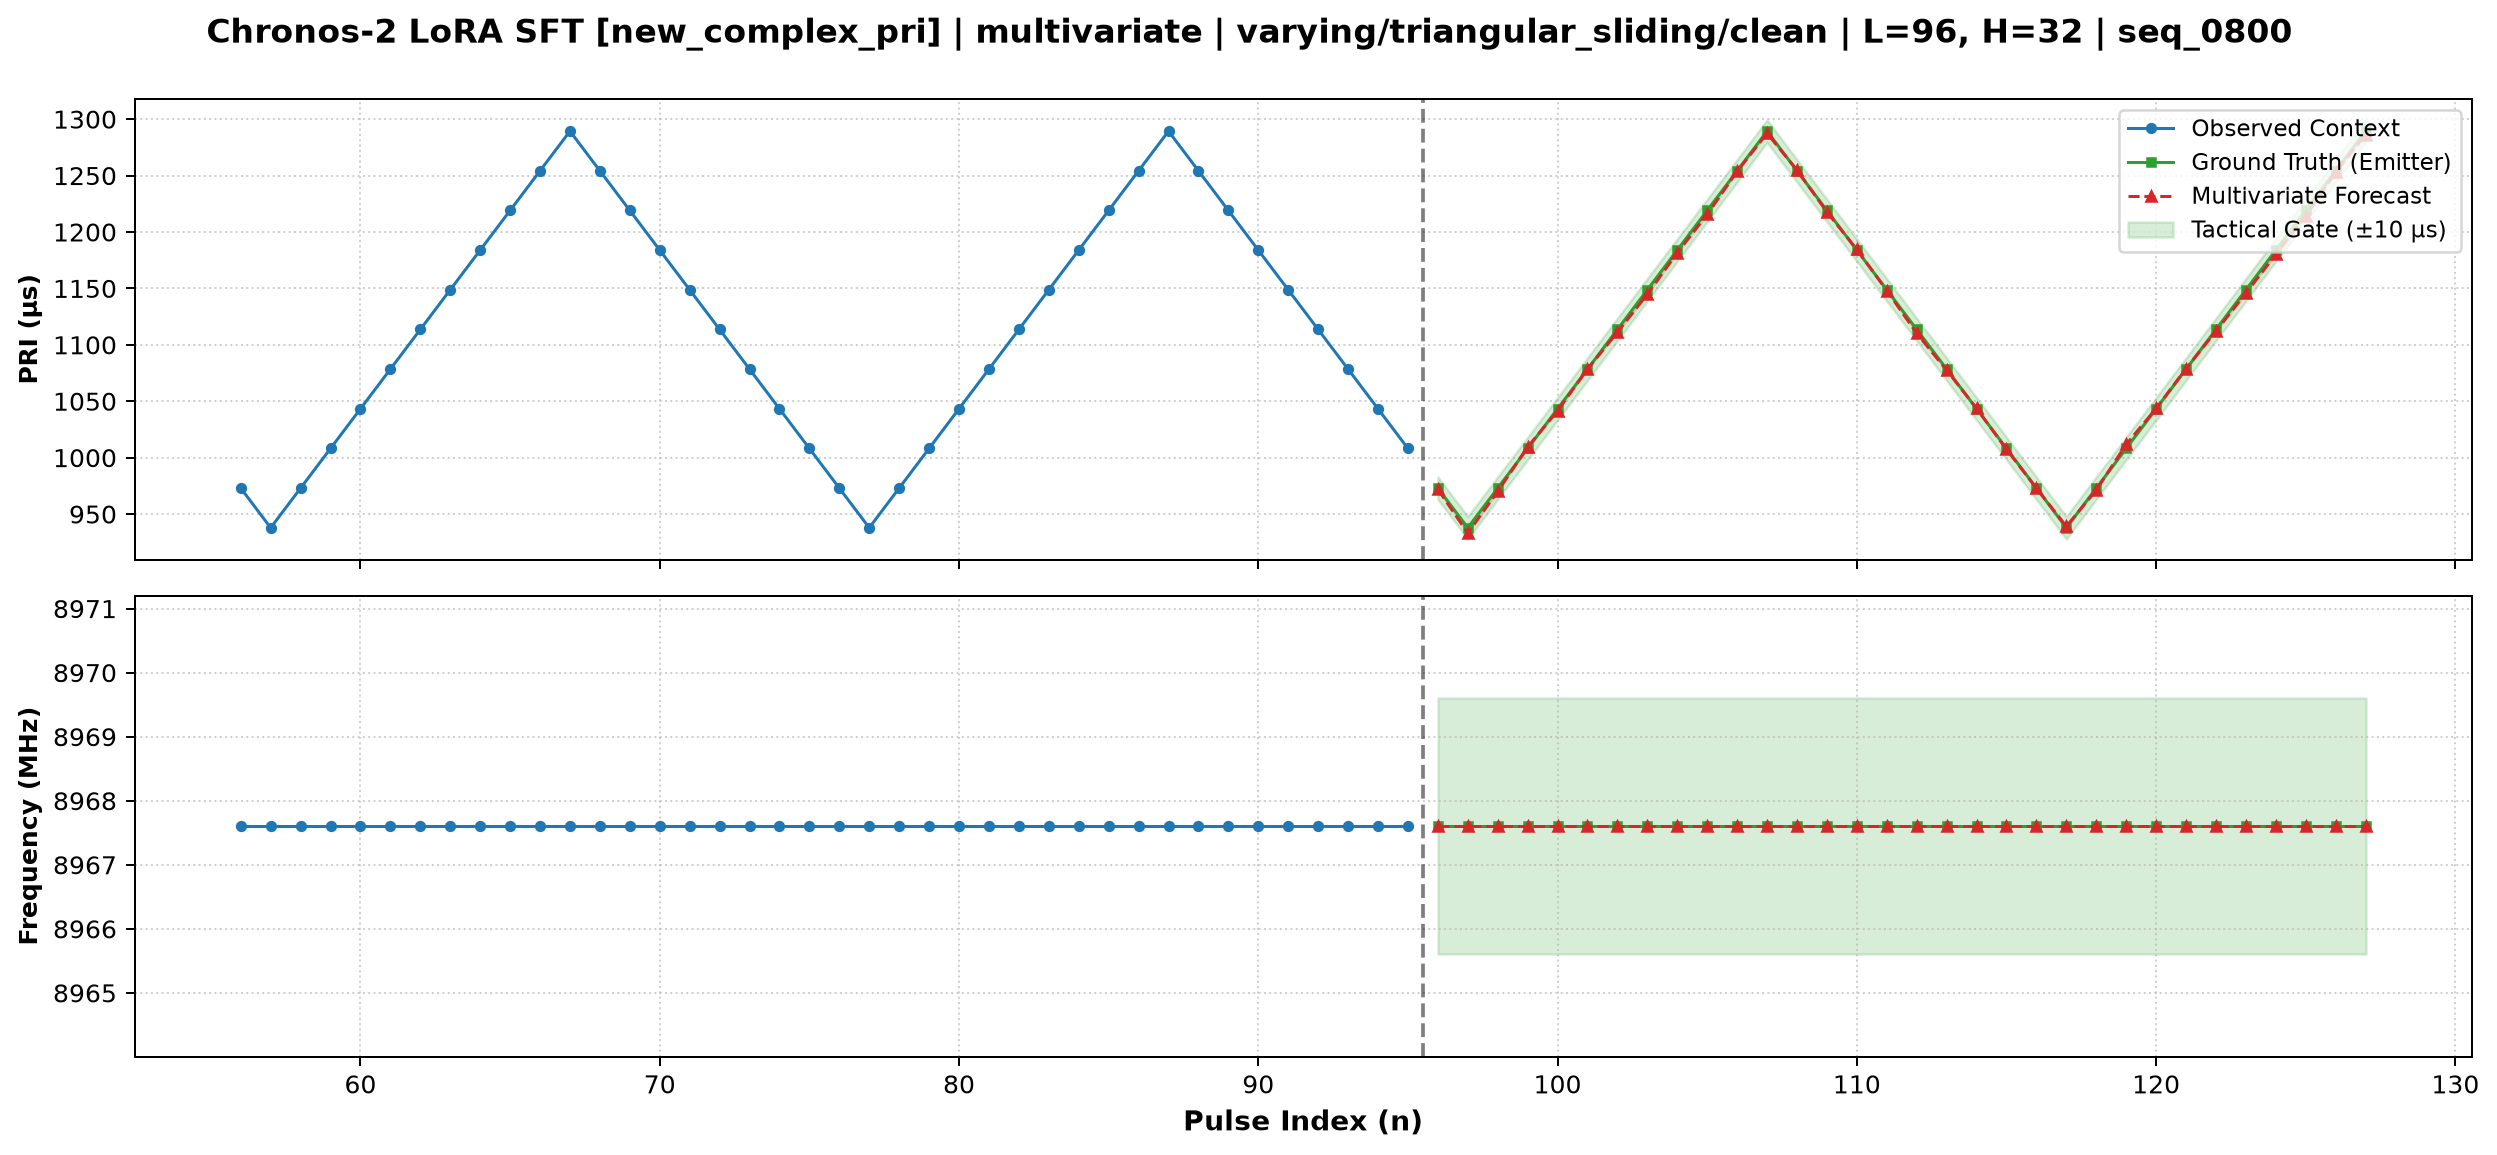 Chronos-2 LoRA SFT [new_complex_pri] | multivariate | varying/triangular_sliding/clean | L=96, H=32 | seq_0800
PRI (µs)
1300
1250
1200
1150
1100
1050
1000
950
Observed Context
Ground Truth (Emitter)
Multivariate Forecast
Tactical Gate (±10 µs)
Frequency (MHz)
8971
8970
8969
8968
8967
8966
8965
60 70 80 90 100 110 120 130
Pulse Index (n)